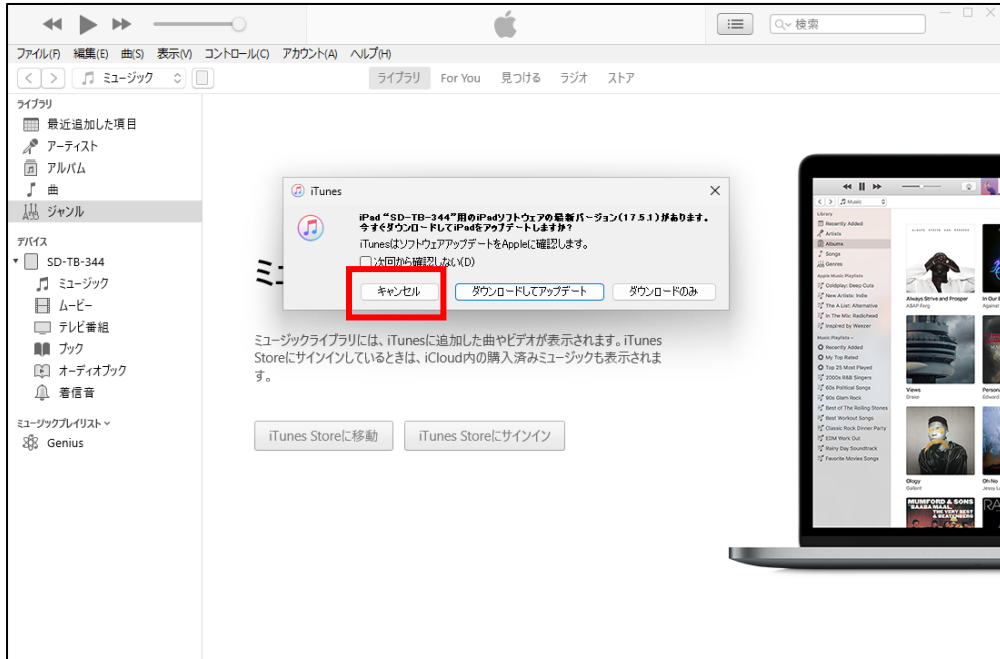 検索
ファイル(F) 編集(E) 曲(S) 表示(V) コントロール(C) アカウント(A) ヘルプ(H)
ミュージック
ライブラリ For You 見つける ラジオ ストア
ライブラリ
最近追加した項目
アーティスト
アルバム
曲
ジャンル
デバイス
SD-TB-344
ミュージック
ムービー
テレビ番組
ブック
オーディオブック
着信音
ミュージックプレイリスト
Genius
iTunes
iPad “SD-TB-344”用のiPadソフトウェアの最新バージョン(17.5.1)があります。
今すぐダウンロードしてiPadをアップデートしますか?
iTunesはソフトウェアアップデートをAppleに確認します。
次回から確認しない(D)
キャンセル ダウンロードしてアップデート ダウンロードのみ
ミュージックライブラリには、iTunesに追加した曲やビデオが表示されます。iTunes
Storeにサインインしているときは、iCloud内の購入済みミュージックも表示されま
す。
iTunes Storeに移動 iTunes Storeにサインイン
Music
Library
Recently Added
Artists
Albums
Songs
Genres
Apple Music Playlists
Coldplay: Deep Cuts
New Artists: Indie
The A List: Alternative
In The Mix: Radiohead
Inspired by Weezer
Music Playlists
Recently Added
My Top Rated
Top 25 Most Played
2000s R&B Singers
60s Political Songs
90s Glam Rock
Best of The Rolling Stones
Best Workout Songs
Classic Rock Dinner Party
EDM Work Out
Rainy Day Soundtrack
Favorite Movies Songs
ALWAYS STRIVE AND PROSPER
Always Strive and Prosper
A$AP Ferg
Views
Drake
Ology
Gallant
Oh No
MUMFORD & SONS
BAABA MAAL,
THE VERY BEST
& BEATENBERG